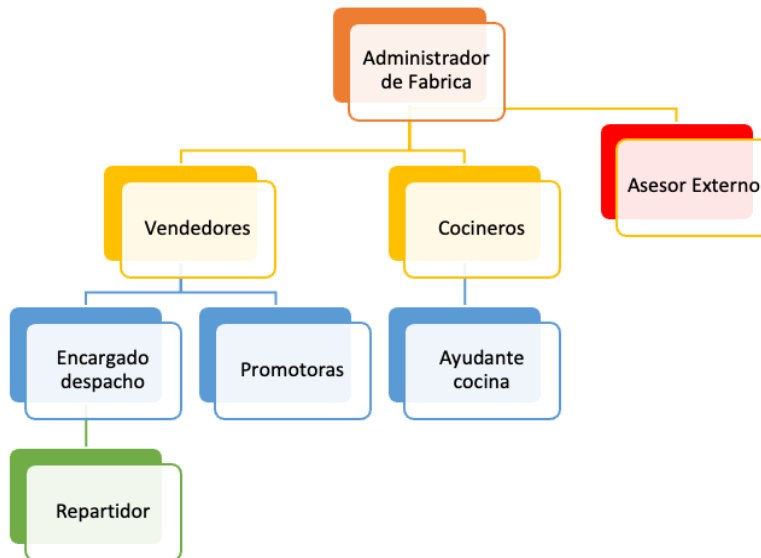 Administrador
de Fabrica
Asesor Externo
Vendedores
Cocineros
Encargado
despacho
Promotoras
Ayudante
cocina
Repartidor